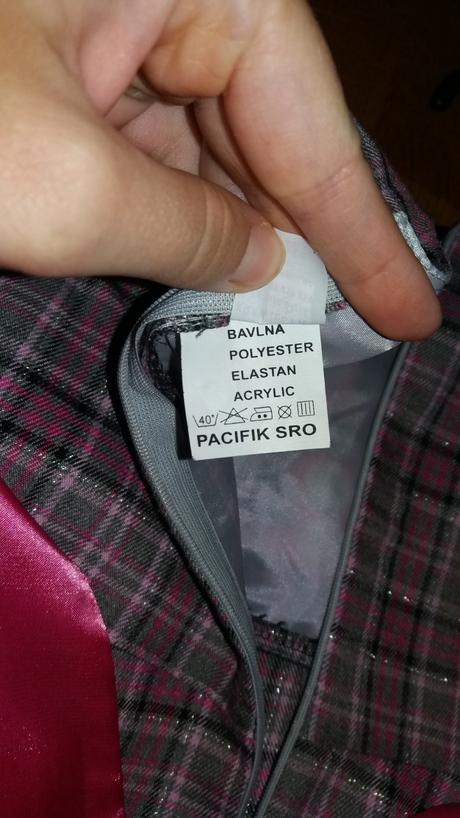 BAVLNA
POLYESTER
ELASTAN
ACRYLIC
40°
PACIFIK SRO